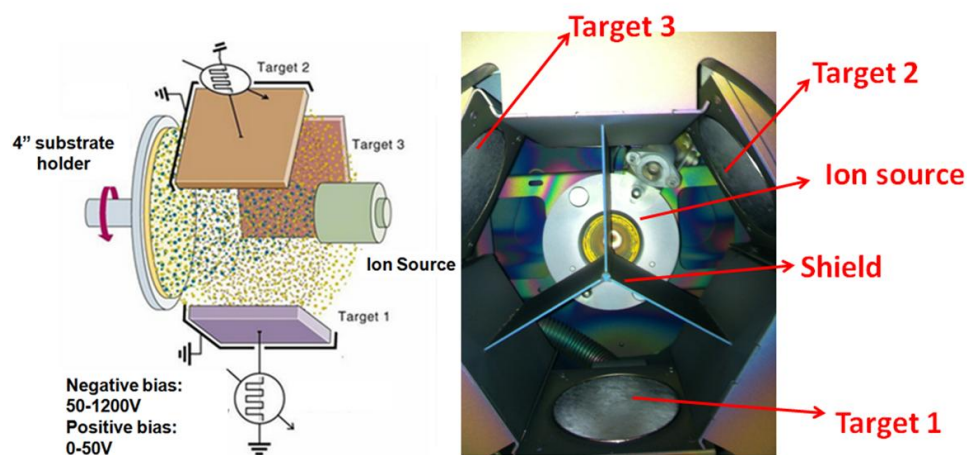 Target 2
Target 3
4” substrate
holder
Ion Source
Target 1
Negative bias:
50-1200V
Positive bias:
0-50V
Target 3
Target 2
Ion source
Shield
Target 1